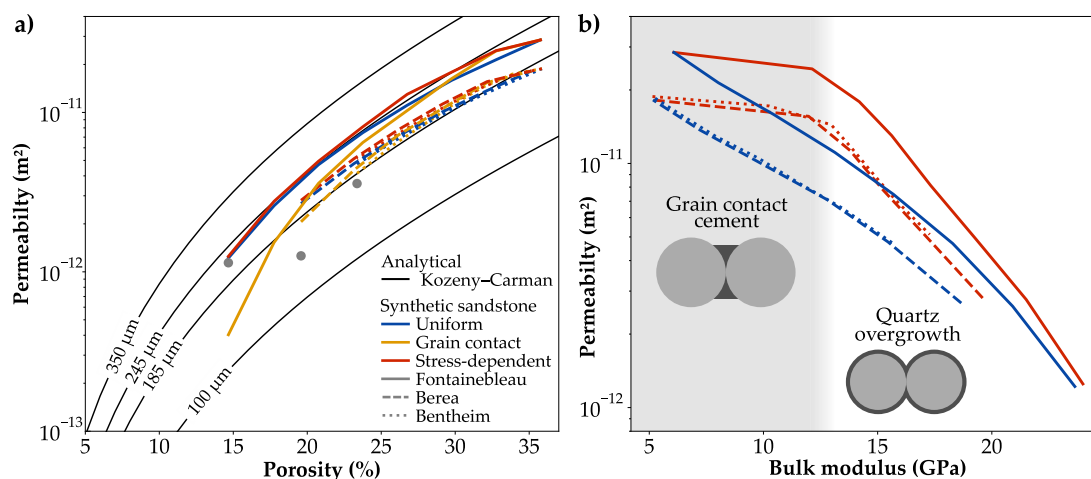 a)
b)
Permeabilty (m²)
10⁻¹¹
10⁻¹²
10⁻¹³
350 μm
245 μm
185 μm
100 μm
Analytical
Kozeny–Carman
Synthetic sandstone
Uniform
Grain contact
Stress-dependent
Fontainebleau
Berea
Bentheim
5 10 15 20 25 30 35
Porosity (%)
Permeabilty (m²)
10⁻¹¹
10⁻¹²
Grain contact
cement
Quartz
overgrowth
5 10 15 20
Bulk modulus (GPa)